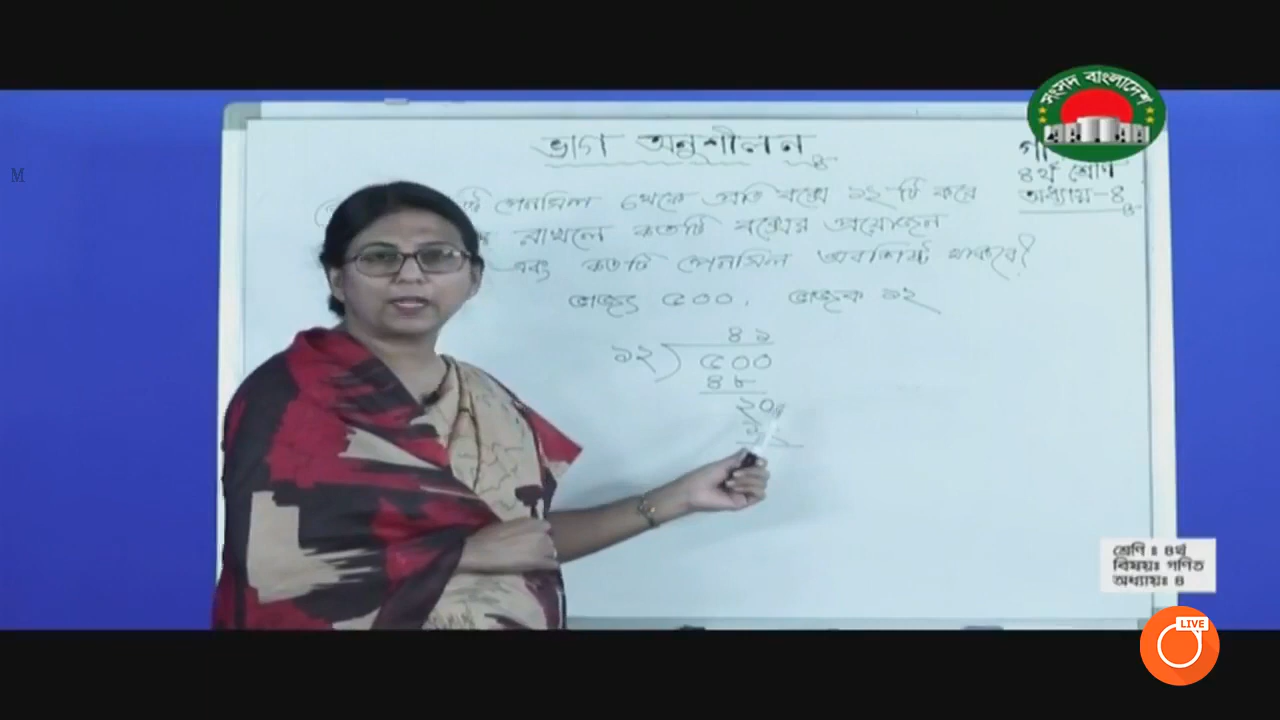 সংসদ বাংলাদেশ
ভাগ অনুশীলন
৪র্থ শ্রেণি
অধ্যায়-৪
M
টি পেনসিল থেকে প্রতি বক্সে ১২ টি করে
রাখলে কতটি বক্সের প্রয়োজন
এবং কতটি পেনসিল অবশিষ্ট থাকবে?
ভাজ্য ৫০০, ভাজক ১২
৪১
১২) ৫০০
৪৮
২০
শ্রেণি ঃ ৪র্থ
বিষয়ঃ গণিত
অধ্যায়ঃ ৪
LIVE